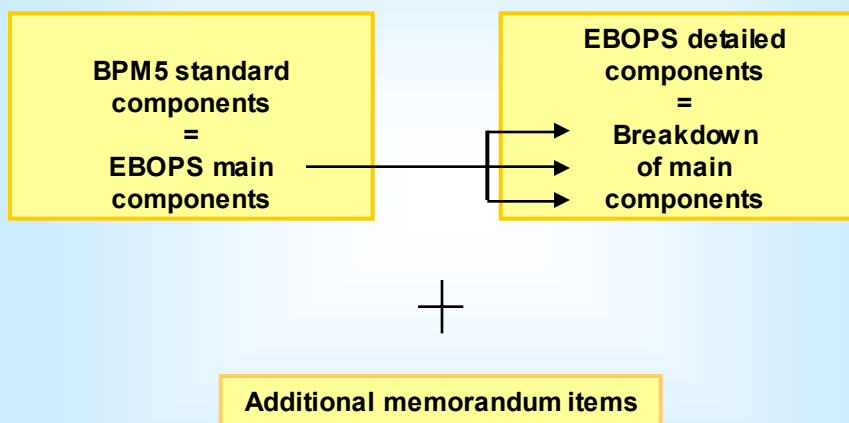 BPM5 standard
components
=
EBOPS main
components
EBOPS detailed
components
=
Breakdown
of main
components
+
Additional memorandum items